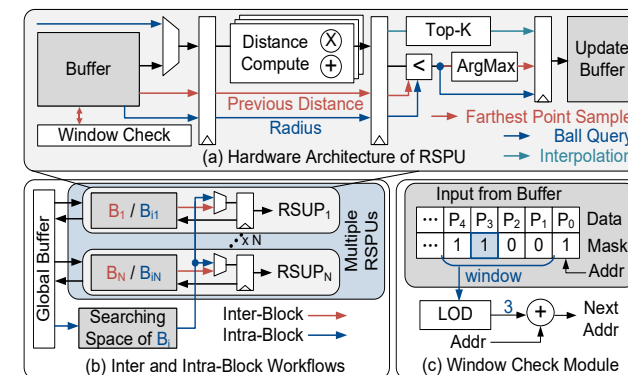 Buffer
Window Check
Distance
Compute
×
+
Previous Distance
Radius
Top-K
<
ArgMax
Update
Buffer
Farthest Point Sample
Ball Query
Interpolation
(a) Hardware Architecture of RSPU
Global Buffer
B1 / Bi1
RSUP1
x N
BN / BiN
RSUPN
Multiple
RSPUs
Searching
Space of Bi
Inter-Block
Intra-Block
(b) Inter and Intra-Block Workflows
Input from Buffer
··· P4 P3 P2 P1 P0 Data
··· 1 1 0 0 1 Mask
Addr
window
LOD
3
+
Next
Addr
Addr
(c) Window Check Module